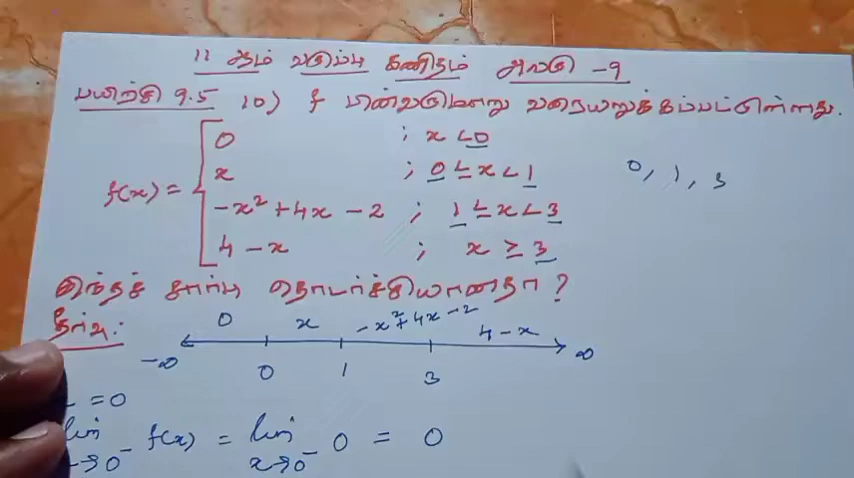 11 ஆம் வகுப்பு கணிதம் அலகு - 9
பயிற்சி 9.5 10) f பின்வருமாறு வரையறுக்கப்பட்டுள்ளது.
f(x) = { 0 ; x < 0
x ; 0 ≤ x < 1
-x² + 4x - 2 ; 1 ≤ x < 3
4 - x ; x ≥ 3
0, 1, 3
இந்தச் சார்பு தொடர்ச்சியானதா?
தீர்வு:
0 x -x² + 4x - 2 4 - x
-∞ 0 1 3 ∞
= 0
lim x→0⁻ f(x) = lim x→0⁻ 0 = 0